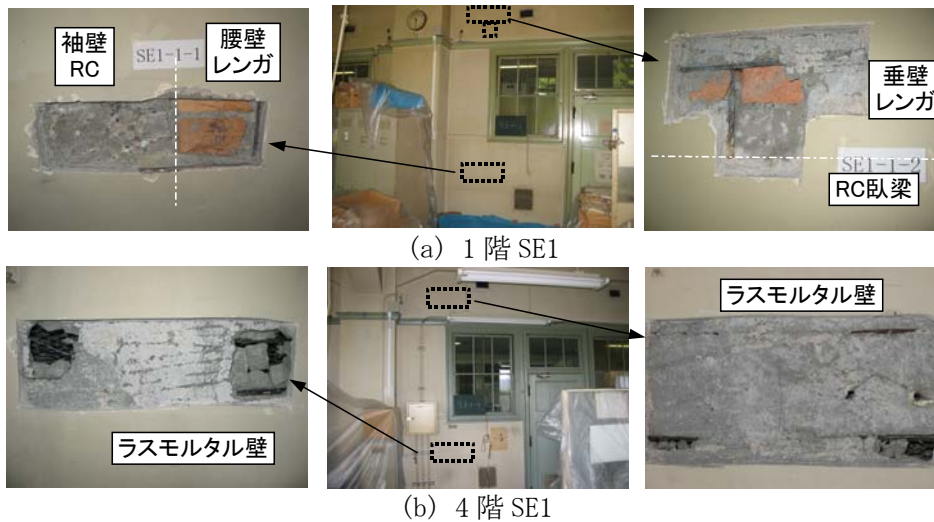 袖壁
RC
SE1-1-1
腰壁
レンガ
垂壁
レンガ
SE1-1-2
RC臥梁
(a) 1階 SE1
ラスモルタル壁
ラスモルタル壁
(b) 4階 SE1